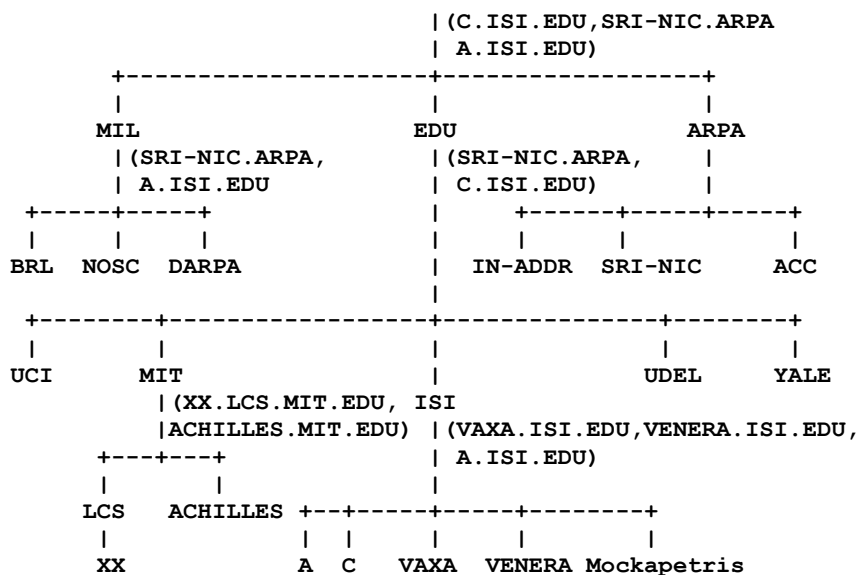 |(C.ISI.EDU,SRI-NIC.ARPA
| A.ISI.EDU)
+---------------------+------------------+
| | |
MIL EDU ARPA
|(SRI-NIC.ARPA, |(SRI-NIC.ARPA, |
| A.ISI.EDU | C.ISI.EDU) |
+-----+-----+ | +------+-----+-----+
| | | | | | |
BRL NOSC DARPA | IN-ADDR SRI-NIC ACC
|
+--------+------------------+---------------+--------+
| | | | |
UCI MIT | UDEL YALE
|(XX.LCS.MIT.EDU, ISI
|ACHILLES.MIT.EDU) |(VAXA.ISI.EDU,VENERA.ISI.EDU,
+---+---+ | A.ISI.EDU)
| | |
LCS ACHILLES +--+-----+-----+--------+
| | | | | |
XX A C VAXA VENERA Mockapetris